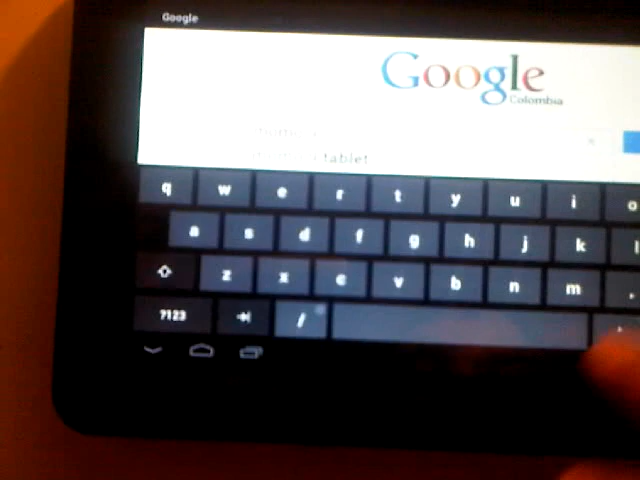 Google
Google
Colombia
tablet
q w e r t y u i o
a s d f g h j k l
z x c v b n m ,
?123 /